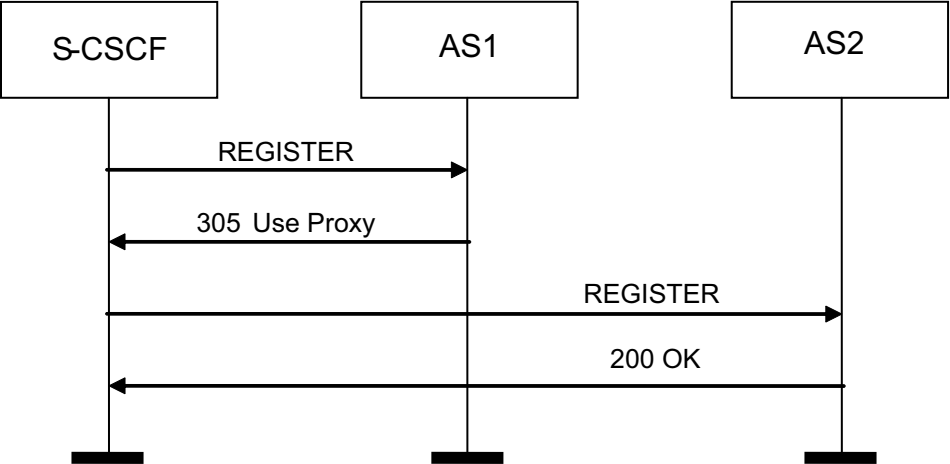 S-CSCF
AS1
AS2
REGISTER
305 Use Proxy
REGISTER
200 OK